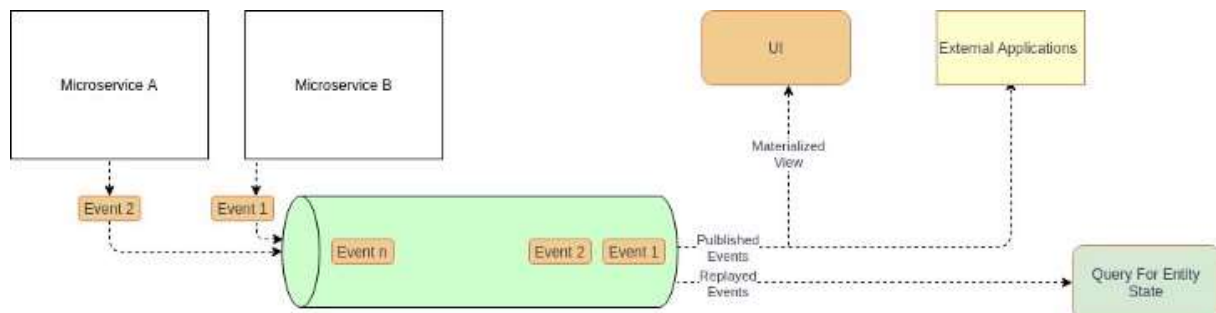 Microservice A
Microservice B
UI
External Applications
Materialized
View
Event 2
Event 1
Event n
Event 2
Event 1
Pulblished
Events
Replayed
Events
Query For Entity
State